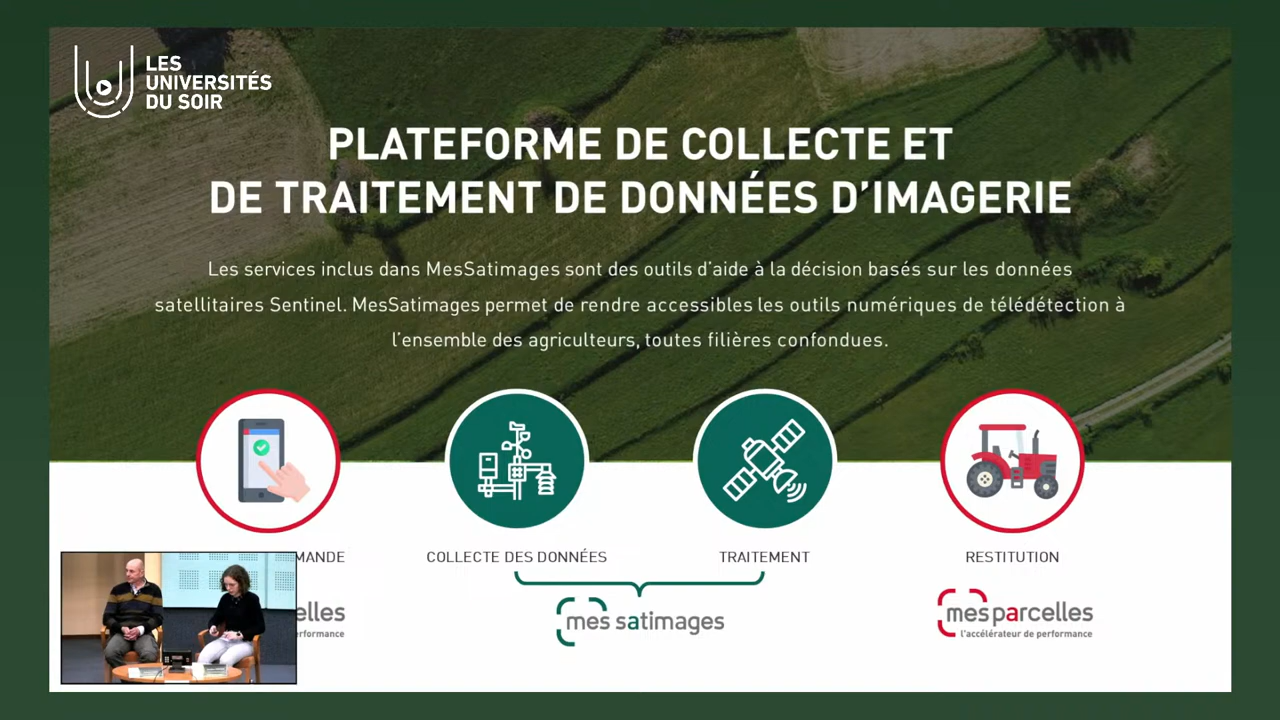 LES
UNIVERSITÉS
DU SOIR
PLATEFORME DE COLLECTE ET
DE TRAITEMENT DE DONNÉES D'IMAGERIE
Les services inclus dans MesSatimages sont des outils d'aide à la décision basés sur les données
satellitaires Sentinel. MesSatimages permet de rendre accessibles les outils numériques de télédétection à
l'ensemble des agriculteurs, toutes filières confondues.
MANDE
COLLECTE DES DONNÉES
TRAITEMENT
RESTITUTION
elles
erformance
mes satimages
mesparcelles
l'accélérateur de performance